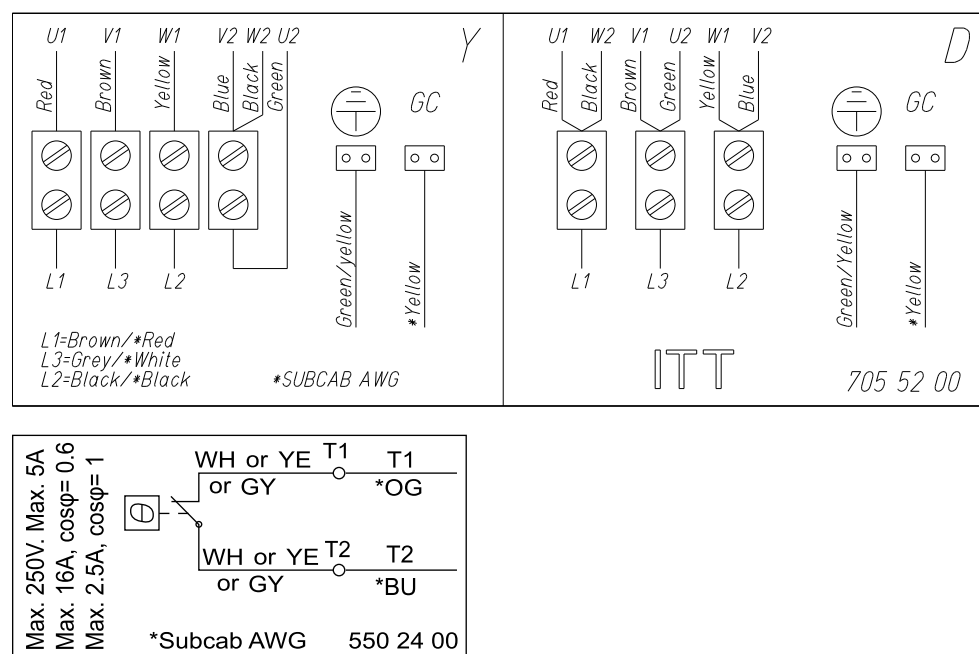 U1 V1 W1 V2 W2 U2 Y
Red Brown Yellow Blue Black Green
GC
L1 L3 L2
Green/yellow *Yellow
L1=Brown/*Red
L3=Grey/*White
L2=Black/*Black *SUBCAB AWG
U1 W2 V1 U2 W1 V2 D
Red Black Brown Green Yellow Blue
GC
L1 L3 L2
Green/Yellow *Yellow
ITT 705 52 00
Max. 250V. Max. 5A
Max. 16A, cosφ= 0.6
Max. 2.5A, cosφ= 1
θ
WH or YE T1 T1
or GY *OG
WH or YE T2 T2
or GY *BU
*Subcab AWG 550 24 00